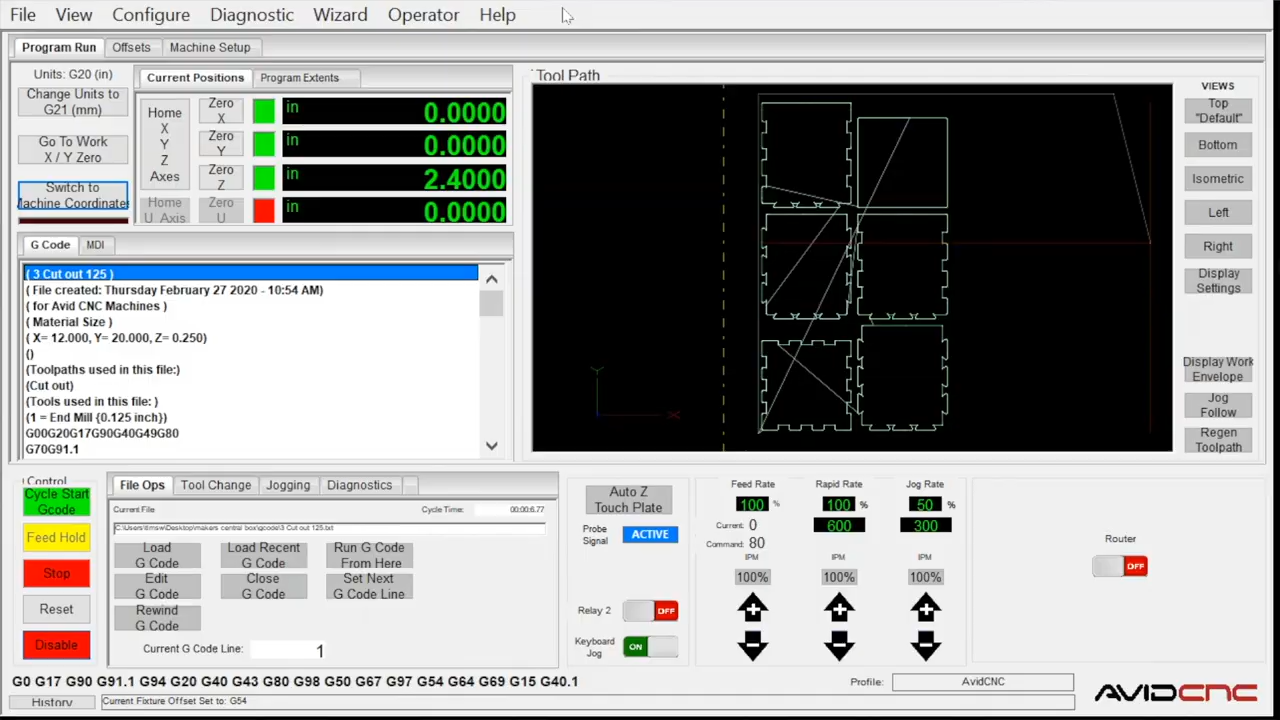 File View Configure Diagnostic Wizard Operator Help
Program Run Offsets Machine Setup
Units: G20 (in)
Change Units to
G21 (mm)
Go To Work
X / Y Zero
Switch to
Machine Coordinates
Current Positions Program Extents
Home
X
Y
Z
Axes
Zero
X
in 0.0000
Zero
Y
in 0.0000
Zero
Z
in 2.4000
Home
U Axis
Zero
U
in 0.0000
Tool Path
VIEWS
Top
"Default"
Bottom
Isometric
Left
Right
Display
Settings
Display Work
Envelope
Jog
Follow
Regen
Toolpath
G Code MDI
( 3 Cut out 125 )
( File created: Thursday February 27 2020 - 10:54 AM)
( for Avid CNC Machines )
( Material Size )
( X= 12.000, Y= 20.000, Z= 0.250)
()
(Toolpaths used in this file:)
(Cut out)
(Tools used in this file: )
(1 = End Mill {0.125 inch})
G00G20G17G90G40G49G80
G70G91.1
Control
Cycle Start
Gcode
Feed Hold
Stop
Reset
Disable
File Ops Tool Change Jogging Diagnostics
Current File Cycle Time: 00:00:6.77
C:\Users\timsw\Desktop\makers central box\gcode\3 Cut out 125.txt
Load
G Code
Load Recent
G Code
Run G Code
From Here
Edit
G Code
Close
G Code
Set Next
G Code Line
Rewind
G Code
Current G Code Line: 1
Auto Z
Touch Plate
Probe
Signal
ACTIVE
Relay 2 OFF
Keyboard
Jog
ON
Feed Rate Rapid Rate Jog Rate
100 % 100 % 50 %
Current: 0 600 300
Command: 80
IPM IPM IPM
100% 100% 100%
Router
OFF
G0 G17 G90 G91.1 G94 G20 G40 G43 G80 G98 G50 G67 G97 G54 G64 G69 G15 G40.1
Profile: AvidCNC
History Current Fixture Offset Set to: G54
AVIDCNC
X
Y